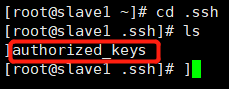 [root@slave1 ~]# cd .ssh
[root@slave1 .ssh]# ls
]authorized_keys
[root@slave1 .ssh]# ]